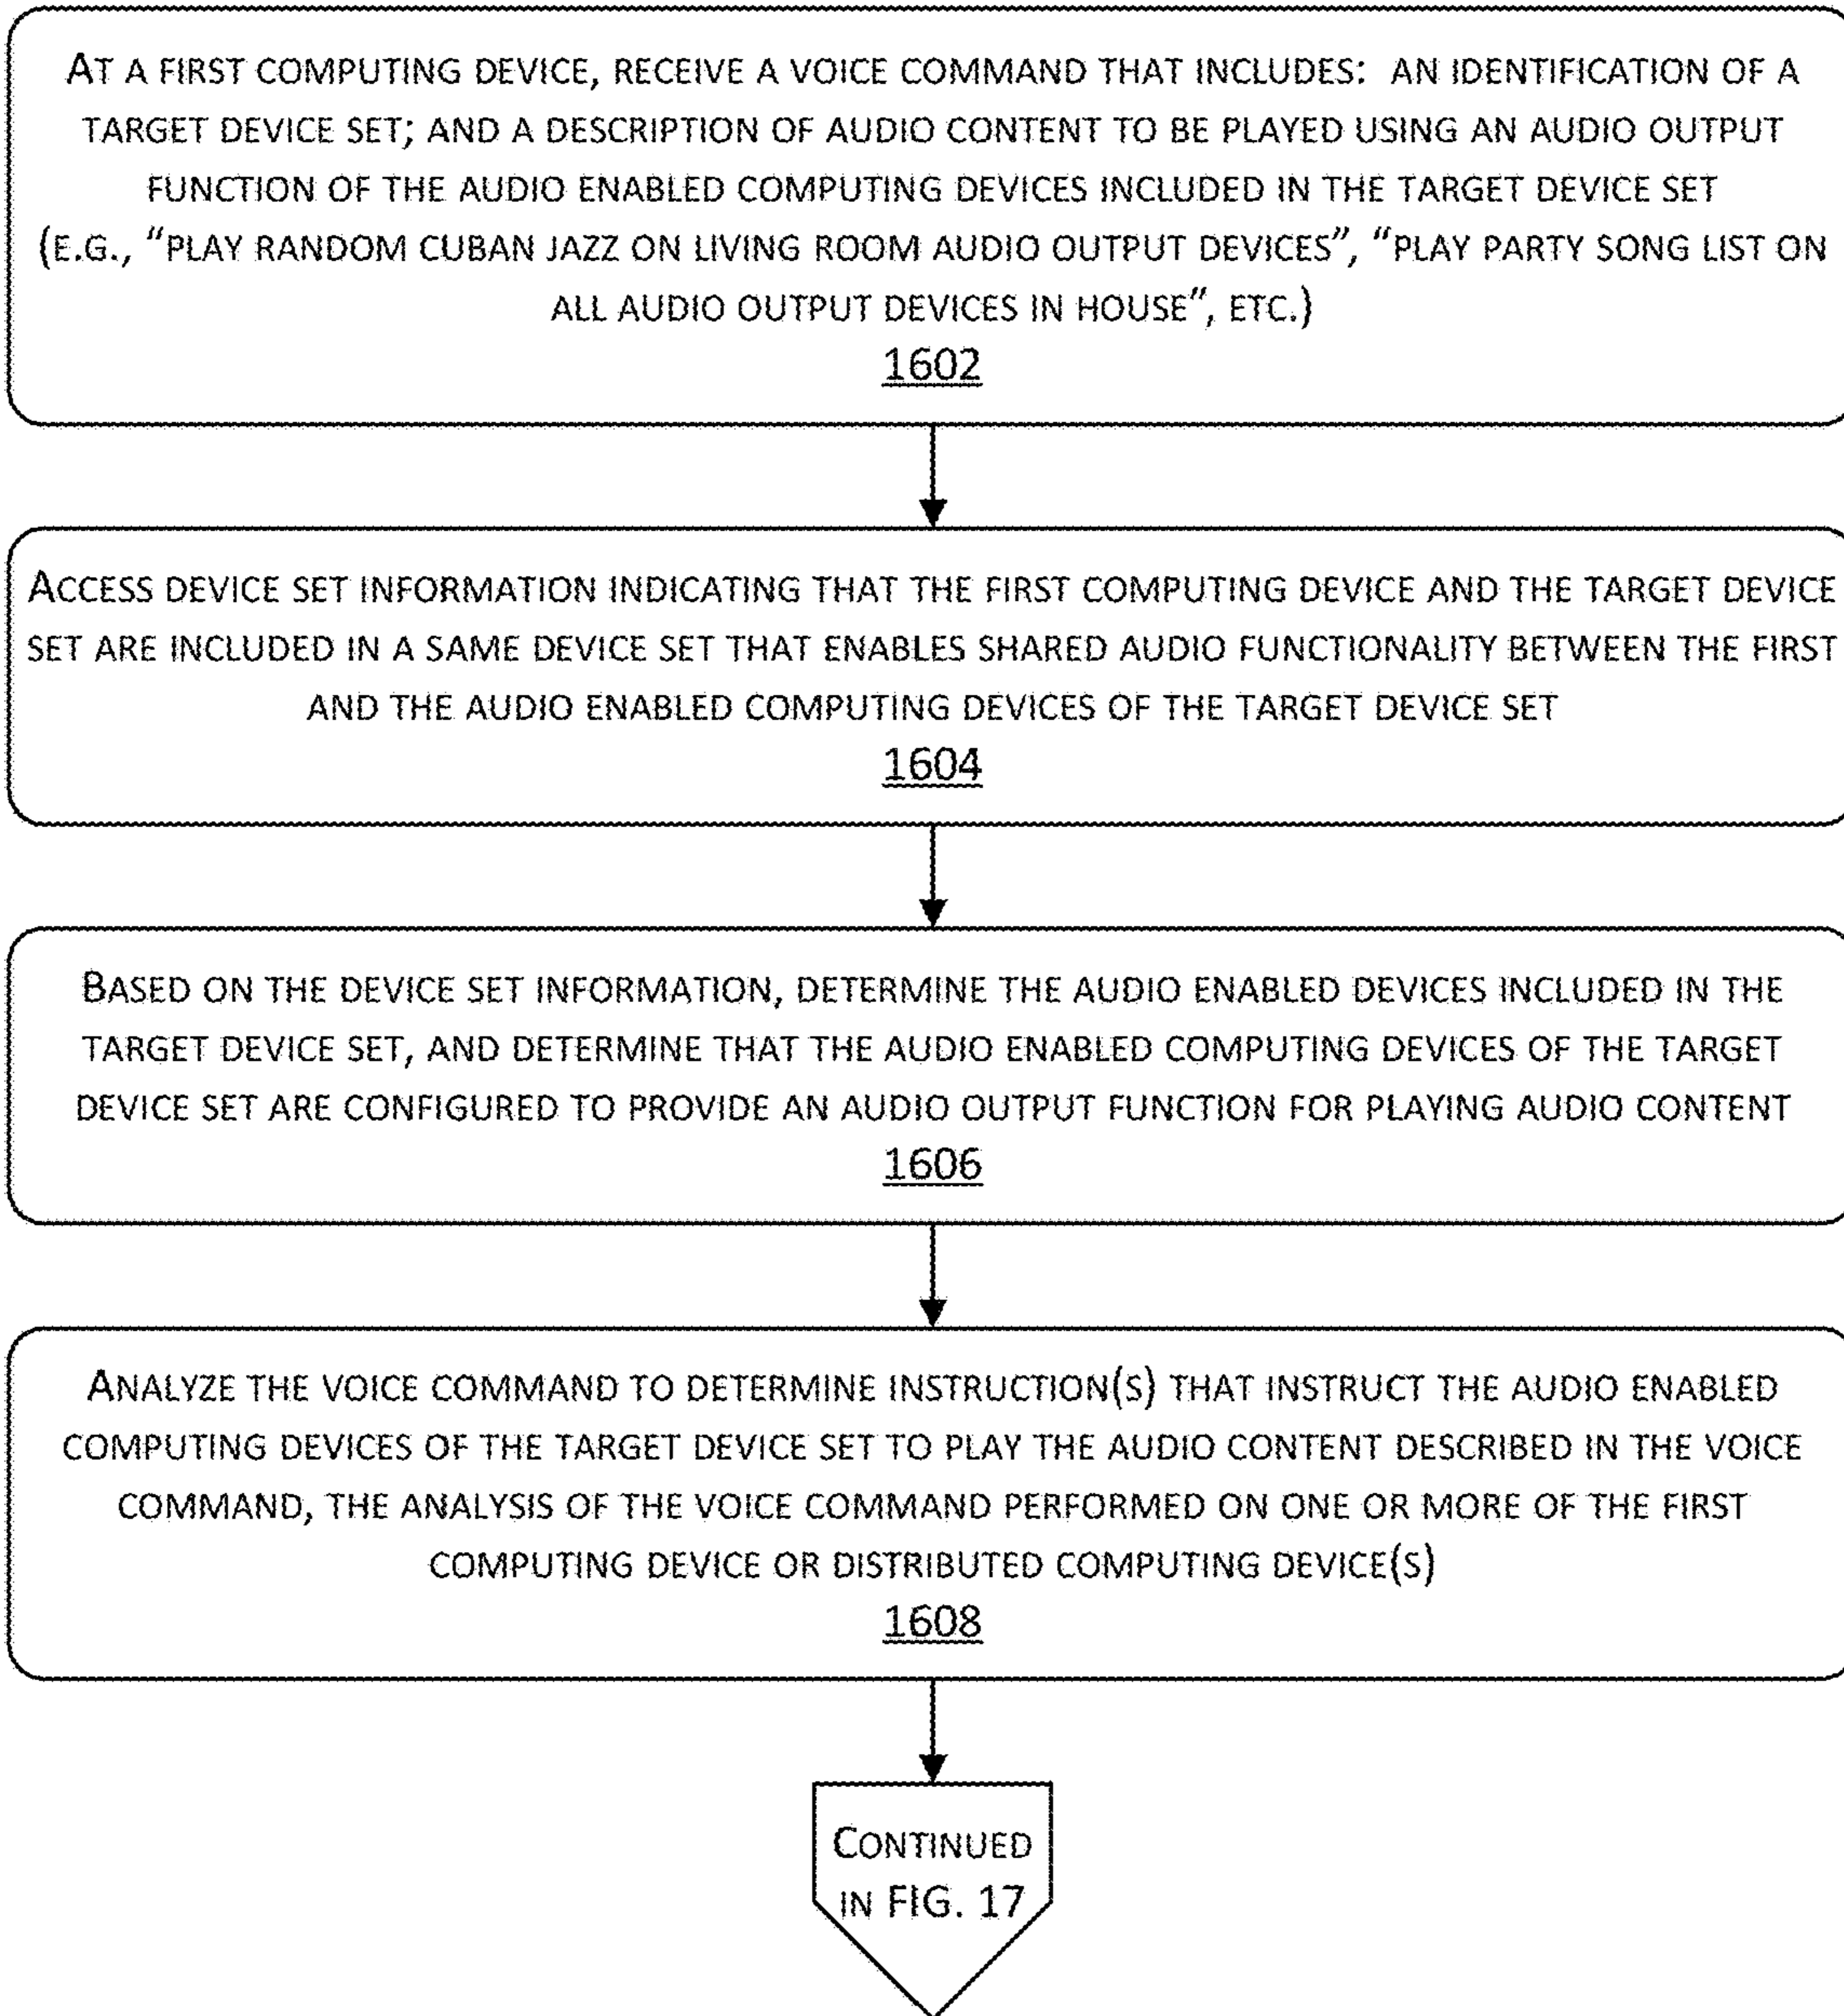 AT A FIRST COMPUTING DEVICE, RECEIVE A VOICE COMMAND THAT INCLUDES: AN IDENTIFICATION OF A
TARGET DEVICE SET; AND A DESCRIPTION OF AUDIO CONTENT TO BE PLAYED USING AN AUDIO OUTPUT
FUNCTION OF THE AUDIO ENABLED COMPUTING DEVICES INCLUDED IN THE TARGET DEVICE SET
(E.G., "PLAY RANDOM CUBAN JAZZ ON LIVING ROOM AUDIO OUTPUT DEVICES", "PLAY PARTY SONG LIST ON
ALL AUDIO OUTPUT DEVICES IN HOUSE", ETC.)
1602
ACCESS DEVICE SET INFORMATION INDICATING THAT THE FIRST COMPUTING DEVICE AND THE TARGET DEVICE
SET ARE INCLUDED IN A SAME DEVICE SET THAT ENABLES SHARED AUDIO FUNCTIONALITY BETWEEN THE FIRST
AND THE AUDIO ENABLED COMPUTING DEVICES OF THE TARGET DEVICE SET
1604
BASED ON THE DEVICE SET INFORMATION, DETERMINE THE AUDIO ENABLED DEVICES INCLUDED IN THE
TARGET DEVICE SET, AND DETERMINE THAT THE AUDIO ENABLED COMPUTING DEVICES OF THE TARGET
DEVICE SET ARE CONFIGURED TO PROVIDE AN AUDIO OUTPUT FUNCTION FOR PLAYING AUDIO CONTENT
1606
ANALYZE THE VOICE COMMAND TO DETERMINE INSTRUCTION(S) THAT INSTRUCT THE AUDIO ENABLED
COMPUTING DEVICES OF THE TARGET DEVICE SET TO PLAY THE AUDIO CONTENT DESCRIBED IN THE VOICE
COMMAND, THE ANALYSIS OF THE VOICE COMMAND PERFORMED ON ONE OR MORE OF THE FIRST
COMPUTING DEVICE OR DISTRIBUTED COMPUTING DEVICE(S)
1608
CONTINUED
IN FIG. 17